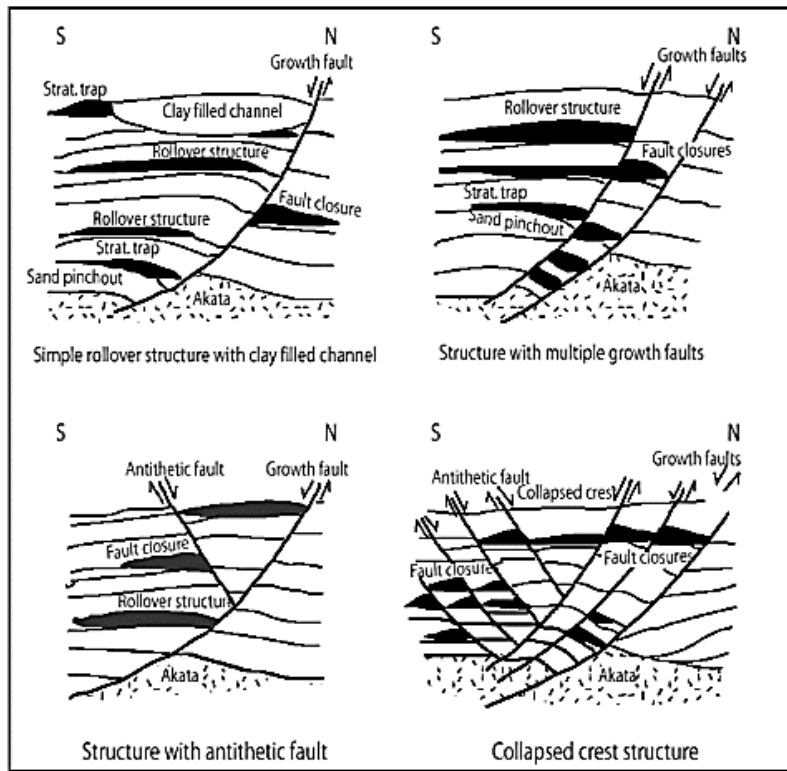 S N
Growth fault
Strat. trap
Clay filled channel
Rollover structure
Fault closure
Rollover structure
Strat. trap
Sand pinchout
Akata
Simple rollover structure with clay filled channel
S N
Growth faults
Rollover structure
Fault closures
Strat. trap
Sand pinchout
Akata
Structure with multiple growth faults
S N
Antithetic fault Growth fault
Fault closure
Rollover structure
Akata
Structure with antithetic fault
S N
Growth faults
Antithetic fault
Collapsed crest
Fault closure
Fault closures
Akata
Collapsed crest structure